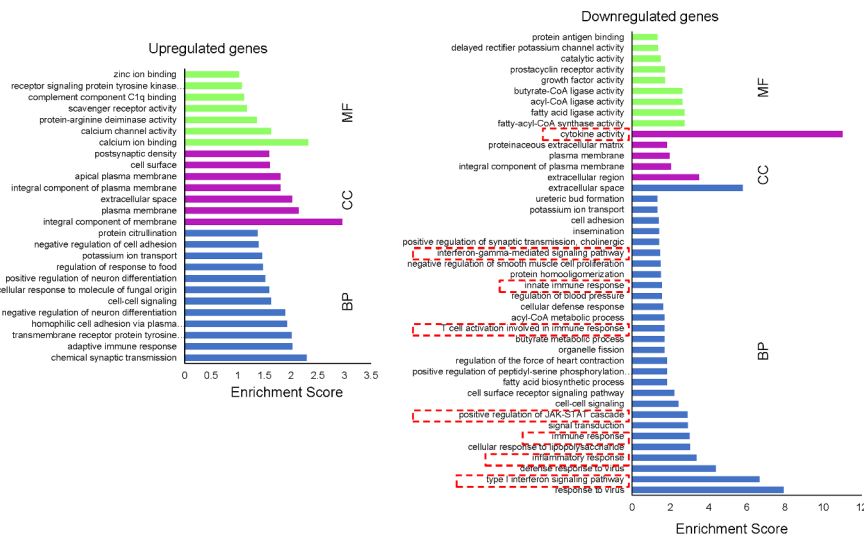 Upregulated genes
zinc ion binding
receptor signaling protein tyrosine kinase...
complement component C1q binding
scavenger receptor activity
protein-arginine deiminase activity
calcium channel activity
calcium ion binding
postsynaptic density
cell surface
apical plasma membrane
integral component of plasma membrane
extracellular space
plasma membrane
integral component of membrane
protein citrullination
negative regulation of cell adhesion
potassium ion transport
regulation of response to food
positive regulation of neuron differentiation
cellular response to molecule of fungal origin
cell-cell signaling
negative regulation of neuron differentiation
homophilic cell adhesion via plasma...
transmembrane receptor protein tyrosine...
adaptive immune response
chemical synaptic transmission
MF
CC
BP
0 0.5 1 1.5 2 2.5 3 3.5
Enrichment Score
Downregulated genes
protein antigen binding
delayed rectifier potassium channel activity
catalytic activity
prostacyclin receptor activity
growth factor activity
butyrate-CoA ligase activity
acyl-CoA ligase activity
fatty acid ligase activity
fatty-acyl-CoA synthase activity
cytokine activity
proteinaceous extracellular matrix
plasma membrane
integral component of plasma membrane
extracellular region
extracellular space
ureteric bud formation
potassium ion transport
cell adhesion
insemination
positive regulation of synaptic transmission, cholinergic
interferon-gamma-mediated signaling pathway
negative regulation of smooth muscle cell proliferation
protein homooligomerization
innate immune response
regulation of blood pressure
cellular defense response
acyl-CoA metabolic process
T cell activation involved in immune response
butyrate metabolic process
organelle fission
regulation of the force of heart contraction
positive regulation of peptidyl-serine phosphorylation...
fatty acid biosynthetic process
cell surface receptor signaling pathway
cell-cell signaling
positive regulation of JAK-STAT cascade
signal transduction
immune response
cellular response to lipopolysaccharide
inflammatory response
defense response to virus
type I interferon signaling pathway
response to virus
MF
CC
BP
0 2 4 6 8 10 12
Enrichment Score